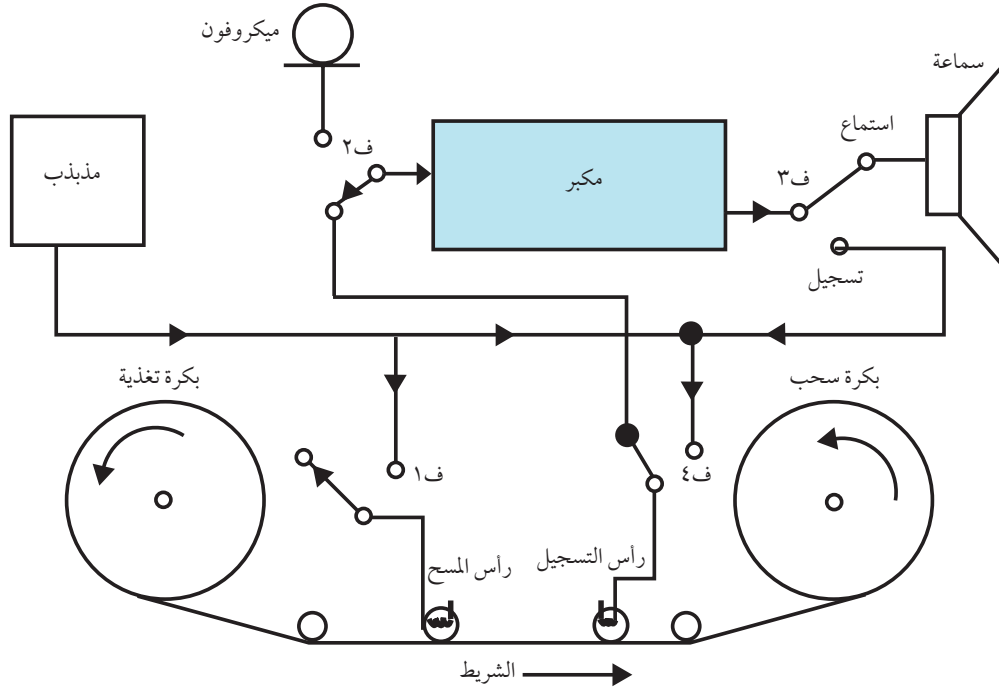 ميكروفون
سماعة
استماع
ف٢
مذبذب
مكبر
ف٣
تسجيل
بكرة تغذية
بكرة سحب
ف١
ف٤
رأس المسح
رأس التسجيل
الشريط